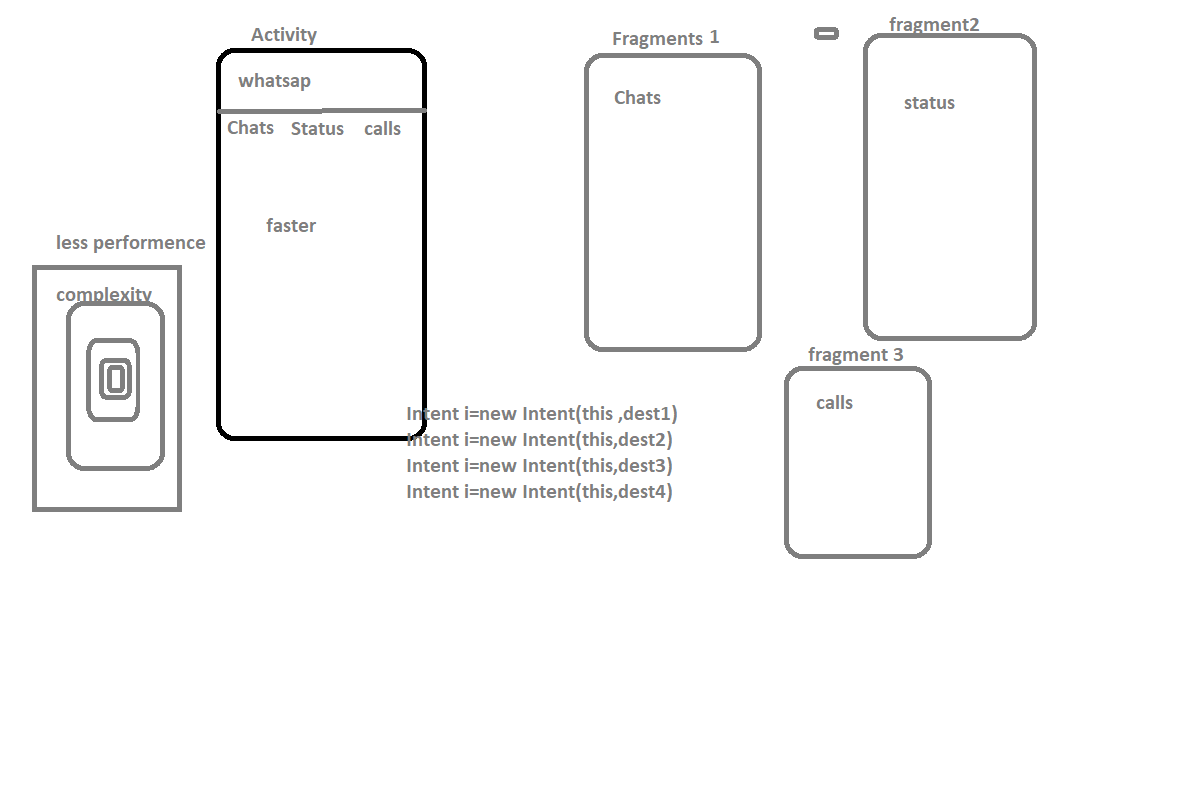 Activity
whatsap
Chats Status calls
faster
less performence
complexity
Fragments 1
Chats
fragment2
status
fragment 3
calls
Intent i=new Intent(this ,dest1)
Intent i=new Intent(this,dest2)
Intent i=new Intent(this,dest3)
Intent i=new Intent(this,dest4)